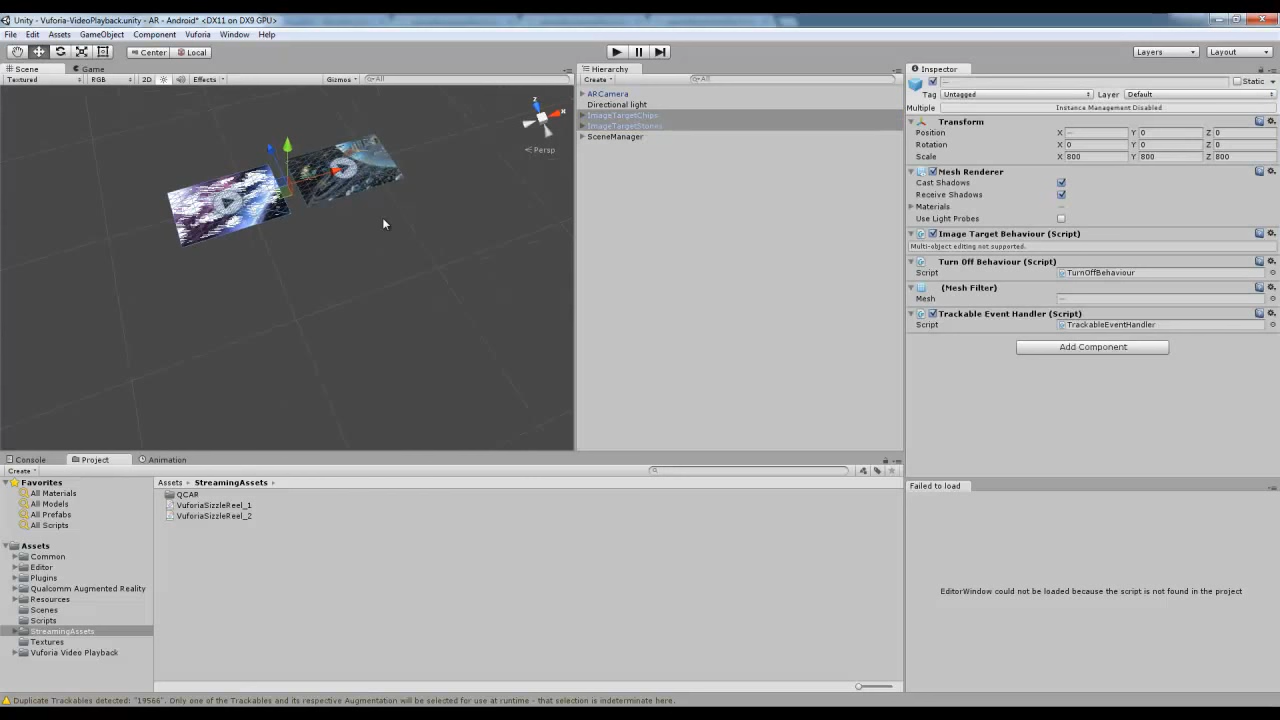 Unity - Vuforia-VideoPlayback.unity - AR - Android* <DX11 on DX9 GPU>
File Edit Assets GameObject Component Vuforia Window Help
Center Local Layers Layout
Scene Game
Textured RGB 2D Effects Gizmos All
z x
Persp
Hierarchy
Create All
ARCamera
Directional light
ImageTargetChips
ImageTargetStones
SceneManager
Inspector
— Static
Tag Untagged Layer Default
Multiple Instance Management Disabled
Transform
Position X — Y 0 Z 0
Rotation X 0 Y 0 Z 0
Scale X 800 Y 800 Z 800
Mesh Renderer
Cast Shadows
Receive Shadows
Materials —
Use Light Probes
Image Target Behaviour (Script)
Multi-object editing not supported.
Turn Off Behaviour (Script)
Script TurnOffBehaviour
(Mesh Filter)
Mesh —
Trackable Event Handler (Script)
Script TrackableEventHandler
Add Component
Console Project Animation
Create
Favorites
All Materials
All Models
All Prefabs
All Scripts
Assets
Common
Editor
Plugins
Qualcomm Augmented Reality
Resources
Scenes
Scripts
StreamingAssets
Textures
Vuforia Video Playback
Assets StreamingAssets
QCAR
VuforiaSizzleReel_1
VuforiaSizzleReel_2
Failed to load
EditorWindow could not be loaded because the script is not found in the project
Duplicate Trackables detected: "19566". Only one of the Trackables and its respective Augmentation will be selected for use at runtime - that selection is indeterminate here.